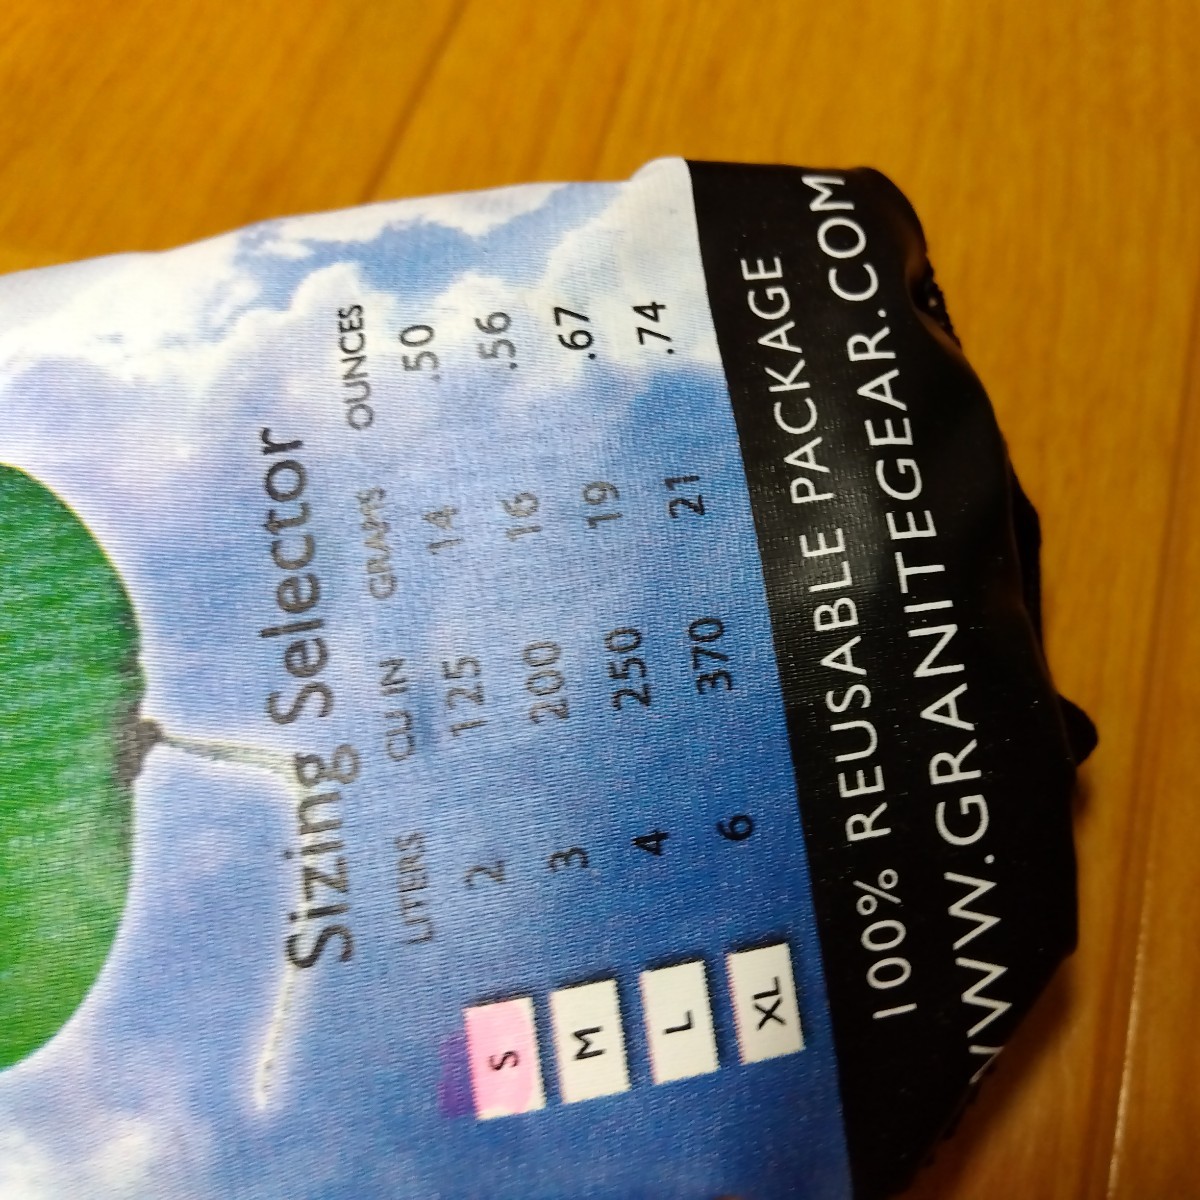 Sizing Selector
LITERS CU IN GRAMS OUNCES
S 2 125 14 .50
M 3 200 16 .56
L 4 250 19 .67
XL 6 370 21 .74
100% REUSABLE PACKAGE
WWW.GRANITEGEAR.COM